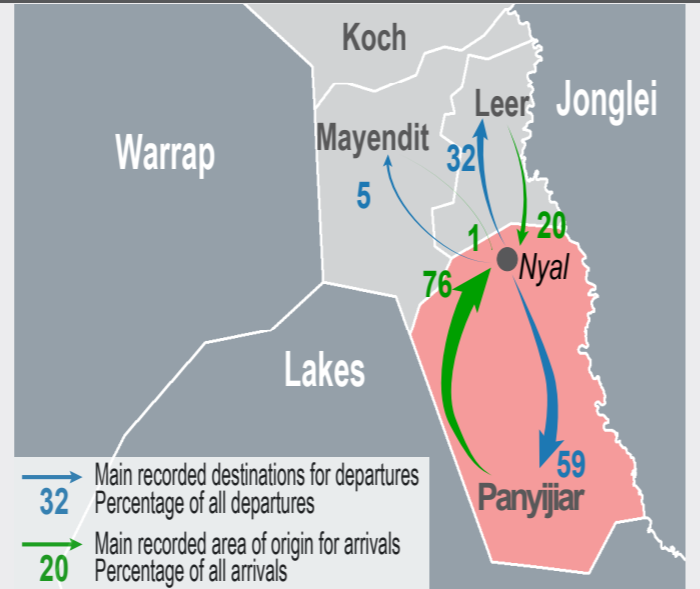 Koch
Jonglei
Leer
Warrap
Mayendit
32
5
20
1
Nyal
76
Lakes
59
Panyijiar
Main recorded destinations for departures
32 Percentage of all departures
Main recorded area of origin for arrivals
20 Percentage of all arrivals